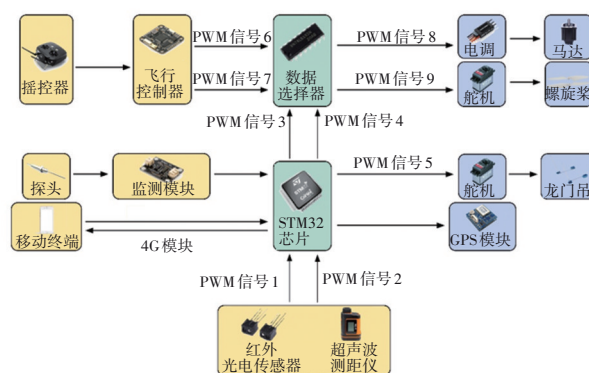 PWM信号6
PWM信号8
摇控器
飞行
控制器
PWM信号7
数据
选择器
PWM信号9
电调
马达
舵机
螺旋桨
PWM信号3
PWM信号4
探头
监测模块
STM32
芯片
PWM信号5
舵机
龙门吊
移动终端
4G模块
GPS模块
PWM信号1
PWM信号2
红外
光电传感器
超声波
测距仪